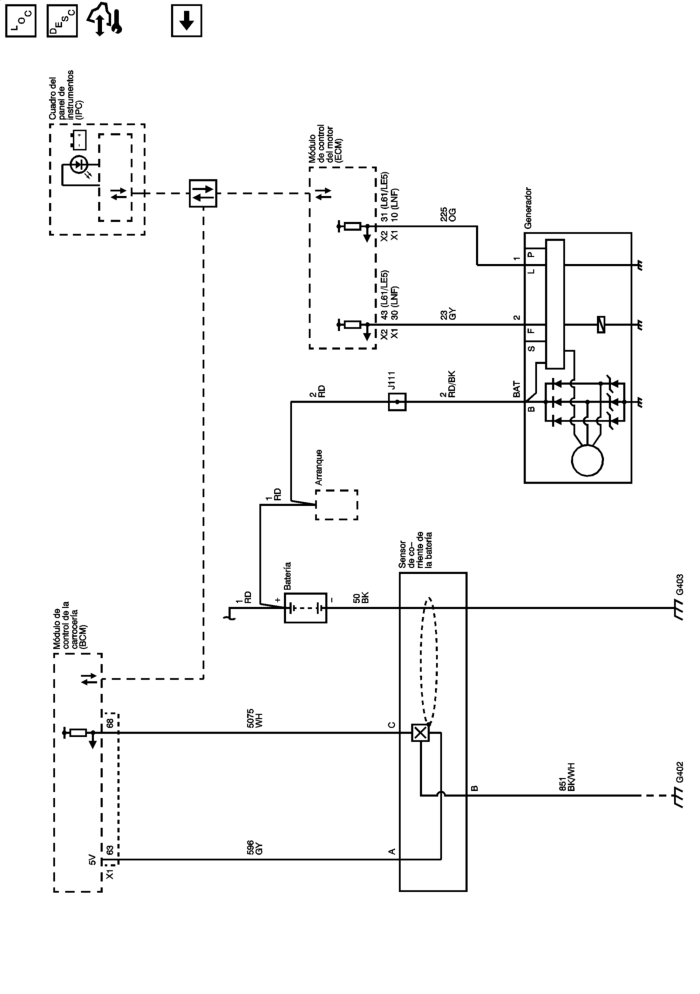 LOC
DESC
Cuadro del
panel de
instrumentos
(IPC)
- +
Módulo
de control
del motor
(ECM)
X2 31 (L61/LE5)
X1 10 (LNF)
X2 43 (L61/LE5)
X1 30 (LNF)
225
OG
23
GY
Generador
1
L P
2
S F
BAT
B
2
RD
J111
2
RD/BK
Arranque
1
RD
Batería
1
RD
+
-
50
BK
Sensor
de co-
rriente de
la batería
G403
Módulo de
control de la
carrocería
(BCM)
68
5V
63
X1
5075
WH
C
596
GY
A
B
851
BK/WH
G402